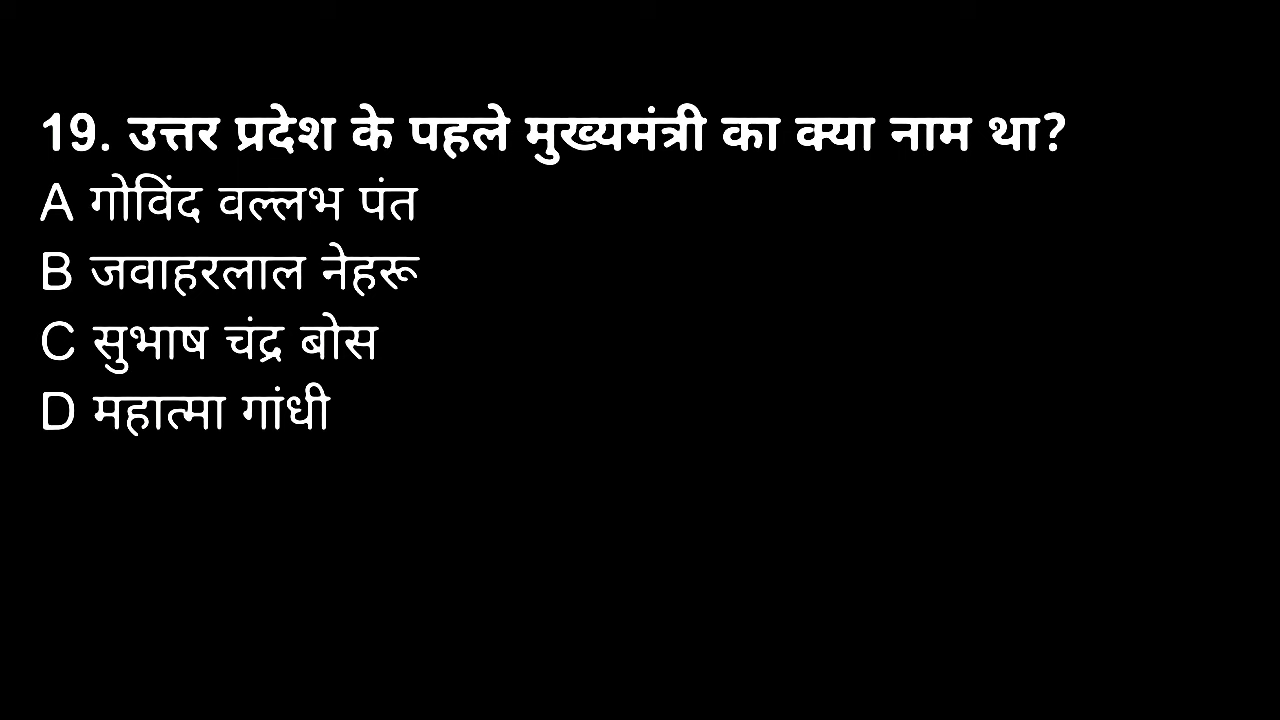 19. उत्तर प्रदेश के पहले मुख्यमंत्री का क्या नाम था?
A गोविंद वल्लभ पंत
B जवाहरलाल नेहरू
C सुभाष चंद्र बोस
D महात्मा गांधी